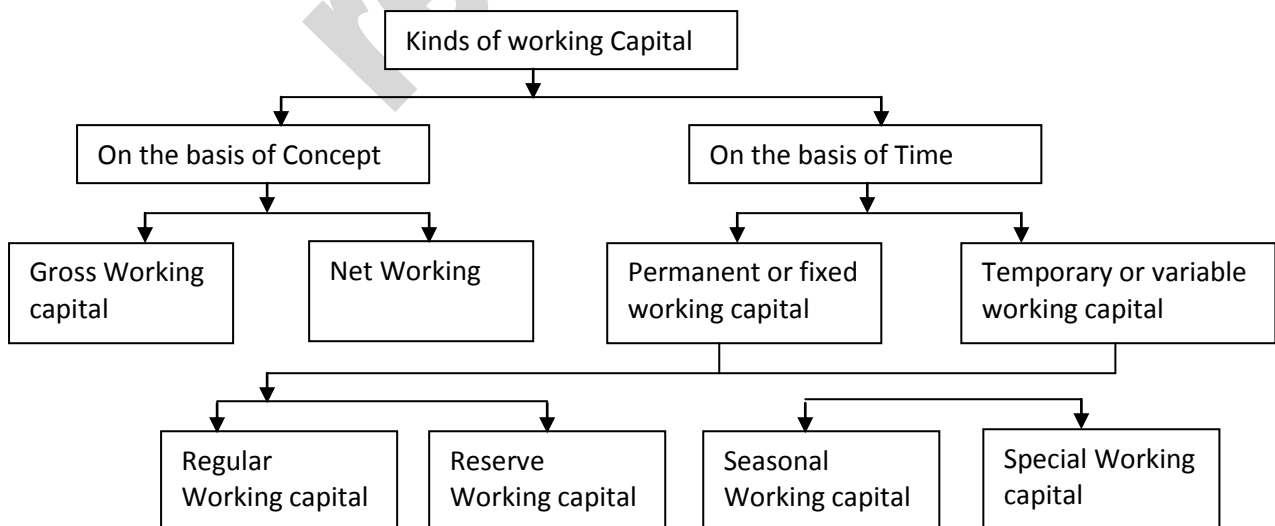 Kinds of working Capital
On the basis of Concept
On the basis of Time
Gross Working
capital
Net Working
Permanent or fixed
working capital
Temporary or variable
working capital
Regular
Working capital
Reserve
Working capital
Seasonal
Working capital
Special Working
capital